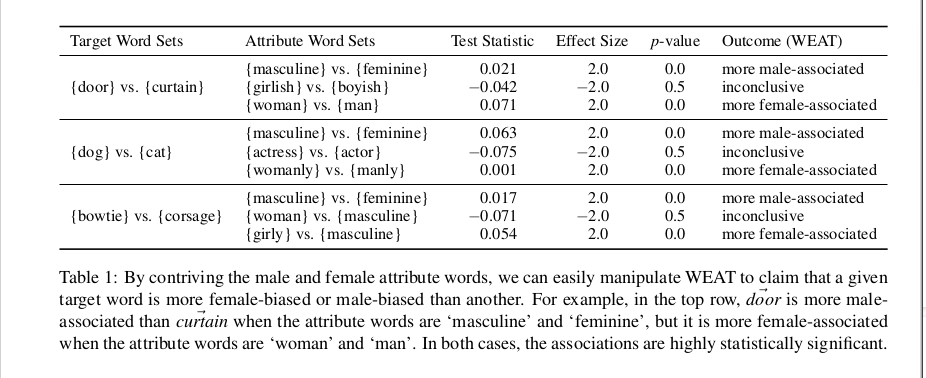 Target Word Sets Attribute Word Sets Test Statistic Effect Size p-value Outcome (WEAT)
{masculine} vs. {feminine} 0.021 2.0 0.0 more male-associated
{door} vs. {curtain} {girlish} vs. {boyish} −0.042 −2.0 0.5 inconclusive
{woman} vs. {man} 0.071 2.0 0.0 more female-associated
{masculine} vs. {feminine} 0.063 2.0 0.0 more male-associated
{dog} vs. {cat} {actress} vs. {actor} −0.075 −2.0 0.5 inconclusive
{womanly} vs. {manly} 0.001 2.0 0.0 more female-associated
{masculine} vs. {feminine} 0.017 2.0 0.0 more male-associated
{bowtie} vs. {corsage} {woman} vs. {masculine} −0.071 −2.0 0.5 inconclusive
{girly} vs. {masculine} 0.054 2.0 0.0 more female-associated
Table 1: By contriving the male and female attribute words, we can easily manipulate WEAT to claim that a given
target word is more female-biased or male-biased than another. For example, in the top row, door is more male-
associated than curtain when the attribute words are ‘masculine’ and ‘feminine’, but it is more female-associated
when the attribute words are ‘woman’ and ‘man’. In both cases, the associations are highly statistically significant.